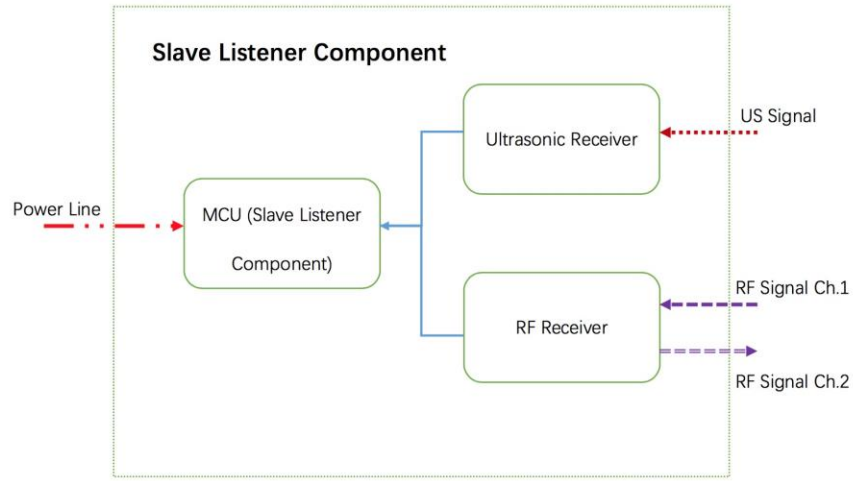 Slave Listener Component
Ultrasonic Receiver
US Signal
Power Line
MCU (Slave Listener
Component)
RF Receiver
RF Signal Ch.1
RF Signal Ch.2